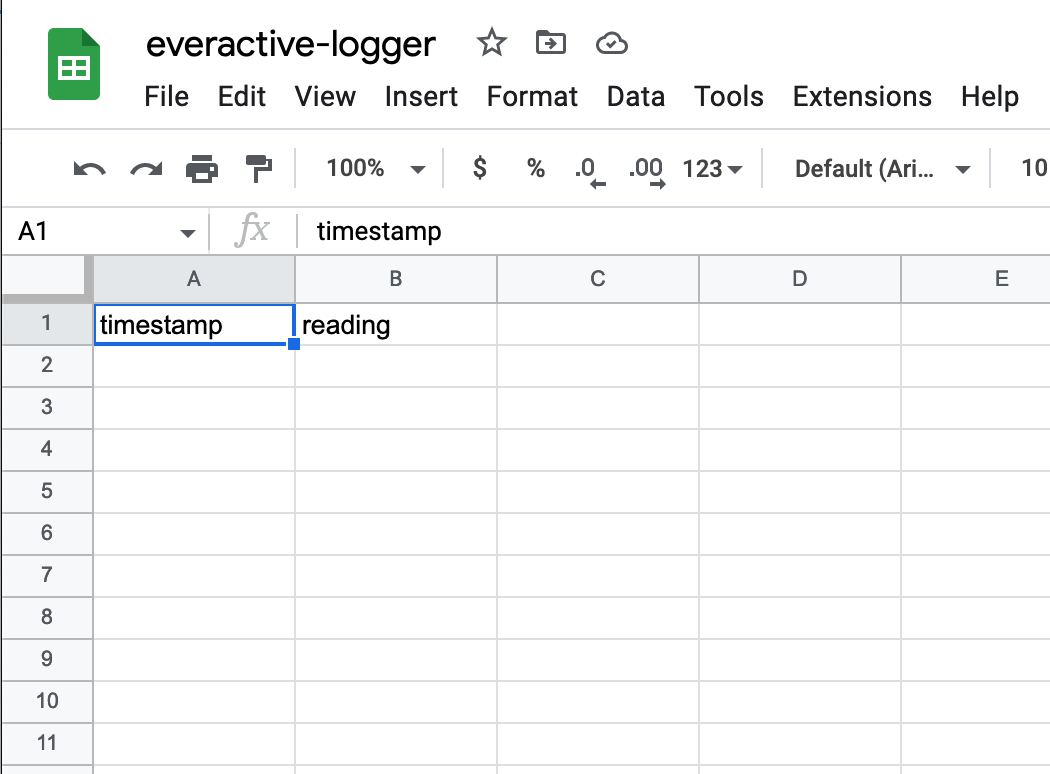 everactive-logger
File Edit View Insert Format Data Tools Extensions Help
100% $ % .0 .00 123 Default (Ari... 10
A1 fx timestamp
A B C D E
1 timestamp reading
2
3
4
5
6
7
8
9
10
11